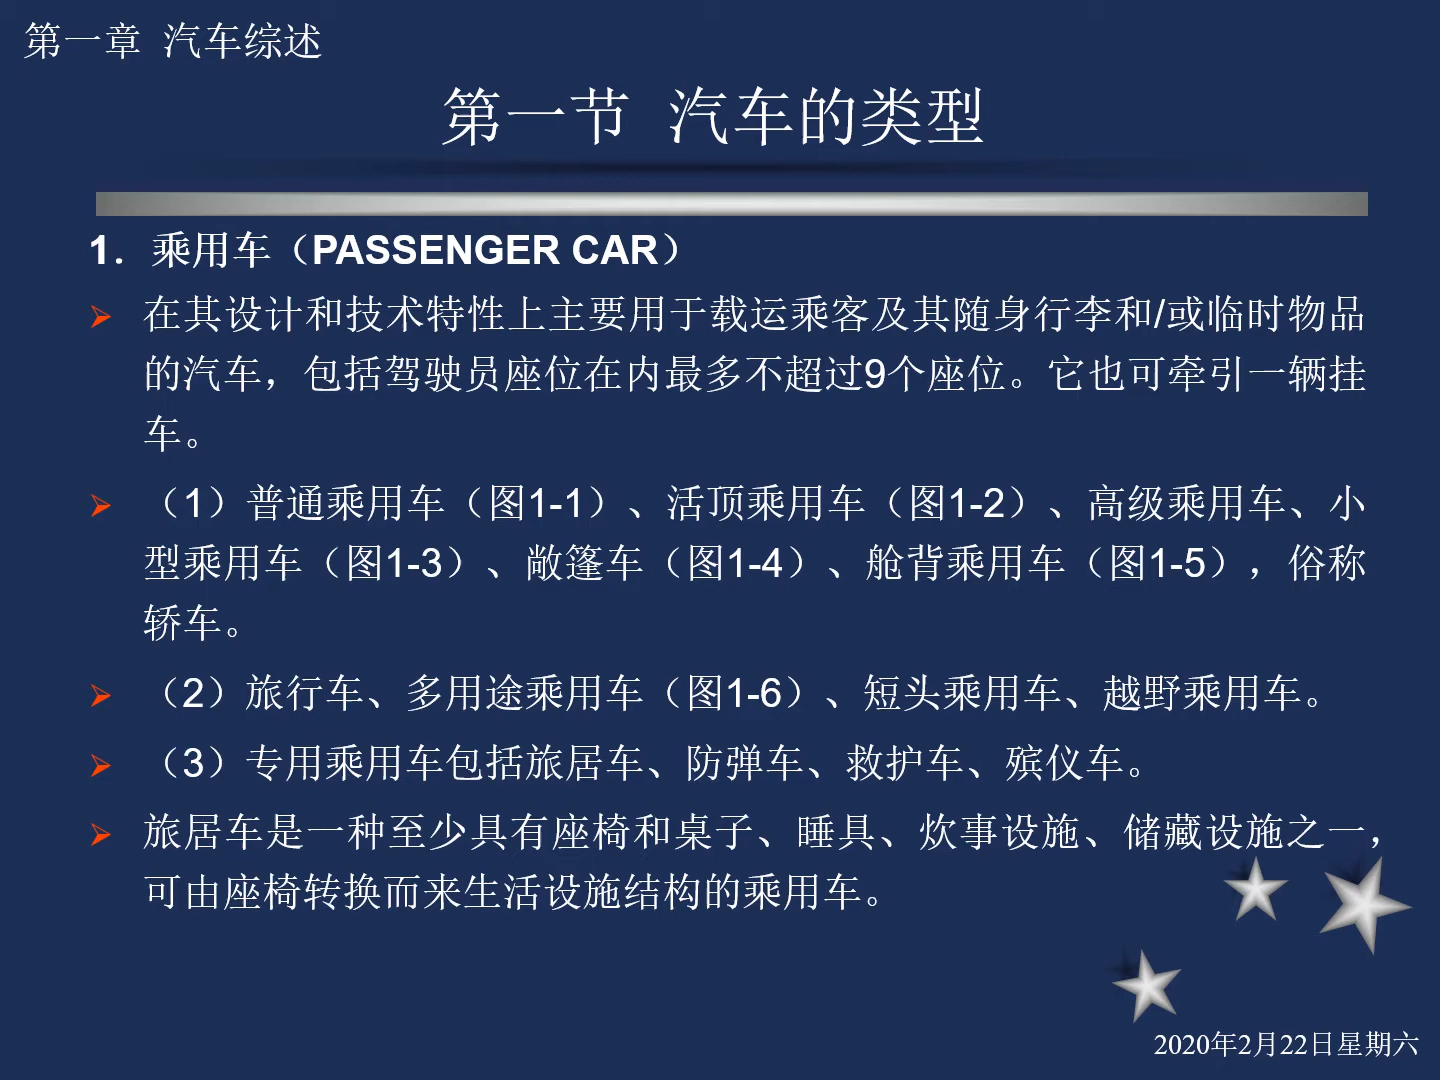 第一章 汽车综述
第一节 汽车的类型
1．乘用车（PASSENGER CAR）
在其设计和技术特性上主要用于载运乘客及其随身行李和/或临时物品
的汽车，包括驾驶员座位在内最多不超过9个座位。它也可牵引一辆挂
车。
（1）普通乘用车（图1-1）、活顶乘用车（图1-2）、高级乘用车、小
型乘用车（图1-3）、敞篷车（图1-4）、舱背乘用车（图1-5），俗称
轿车。
（2）旅行车、多用途乘用车（图1-6）、短头乘用车、越野乘用车。
（3）专用乘用车包括旅居车、防弹车、救护车、殡仪车。
旅居车是一种至少具有座椅和桌子、睡具、炊事设施、储藏设施之一，
可由座椅转换而来生活设施结构的乘用车。
2020年2月22日星期六